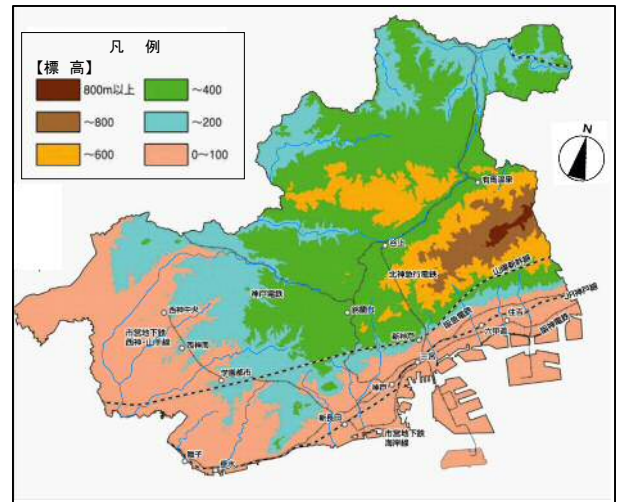 凡 例
【標 高】
800m以上
～400
～800
～200
～600
0～100
N
有馬温泉
谷上
北神急行電鉄
山陽新幹線
神戸電鉄
鈴蘭台
西神中央
市営地下鉄
西神・山手線
西神南
学園都市
新神戸
阪急電鉄
三宮
六甲道
住吉
JR神戸線
阪神電鉄
神戸
新長田
市営地下鉄
海岸線
舞子
垂水